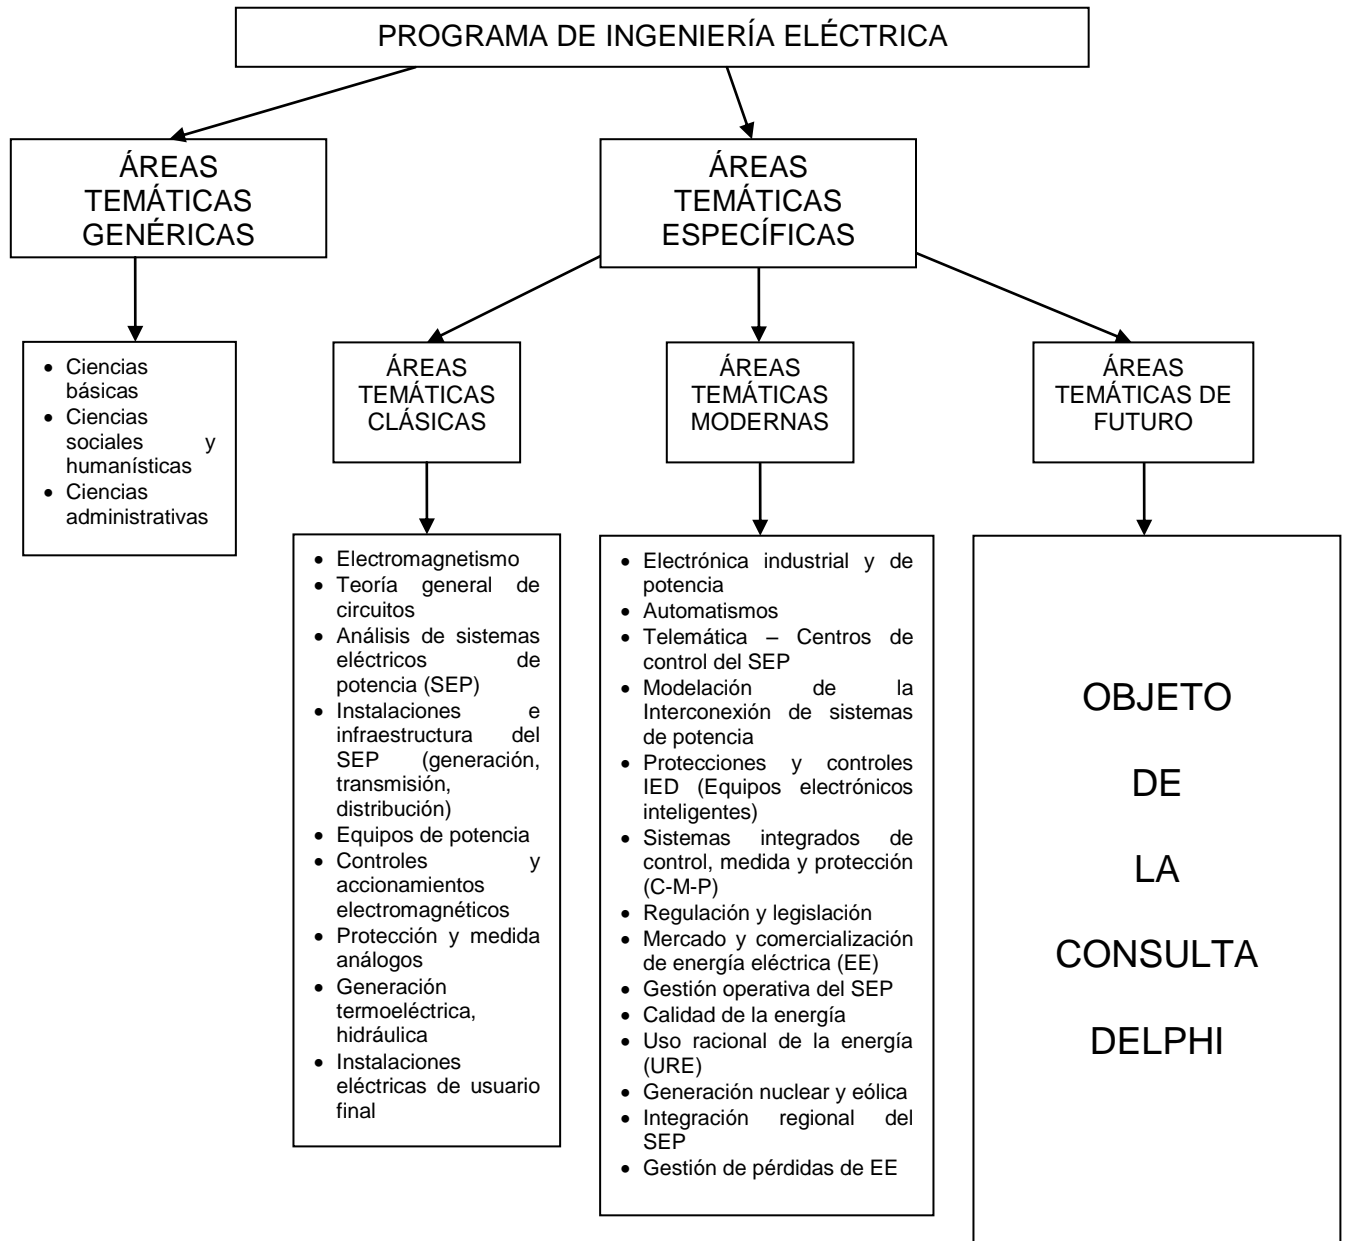 PROGRAMA DE INGENIERÍA ELÉCTRICA
ÁREAS
TEMÁTICAS
GENÉRICAS
ÁREAS
TEMÁTICAS
ESPECÍFICAS
• Ciencias
básicas
• Ciencias
sociales y
humanísticas
• Ciencias
administrativas
ÁREAS
TEMÁTICAS
CLÁSICAS
ÁREAS
TEMÁTICAS
MODERNAS
ÁREAS
TEMÁTICAS DE
FUTURO
• Electromagnetismo
• Teoría general de
circuitos
• Análisis de sistemas
eléctricos de
potencia (SEP)
• Instalaciones e
infraestructura del
SEP (generación,
transmisión,
distribución)
• Equipos de potencia
• Controles y
accionamientos
electromagnéticos
• Protección y medida
análogos
• Generación
termoeléctrica,
hidráulica
• Instalaciones
eléctricas de usuario
final
• Electrónica industrial y de
potencia
• Automatismos
• Telemática – Centros de
control del SEP
• Modelación de la
Interconexión de sistemas
de potencia
• Protecciones y controles
IED (Equipos electrónicos
inteligentes)
• Sistemas integrados de
control, medida y protección
(C-M-P)
• Regulación y legislación
• Mercado y comercialización
de energía eléctrica (EE)
• Gestión operativa del SEP
• Calidad de la energía
• Uso racional de la energía
(URE)
• Generación nuclear y eólica
• Integración regional del
SEP
• Gestión de pérdidas de EE
OBJETO
DE
LA
CONSULTA
DELPHI